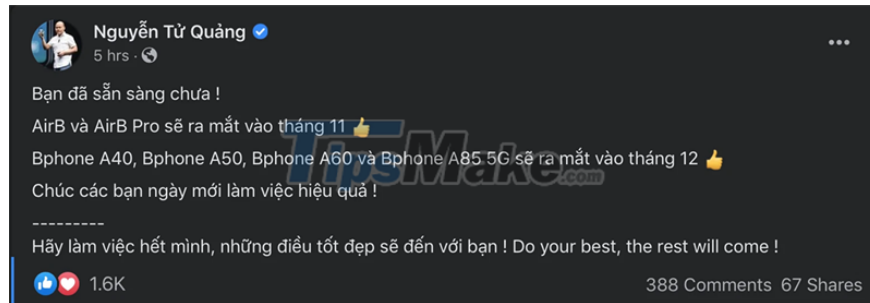 Nguyễn Tử Quảng
5 hrs ·
Bạn đã sẵn sàng chưa !
AirB và AirB Pro sẽ ra mắt vào tháng 11 👍
Bphone A40, Bphone A50, Bphone A60 và Bphone A85.5G sẽ ra mắt vào tháng 12 👍
TipsMake.com
Chúc các bạn ngày mới làm việc hiệu quả !
---------
Hãy làm việc hết mình, những điều tốt đẹp sẽ đến với bạn ! Do your best, the rest will come !
1.6K
388 Comments 67 Shares